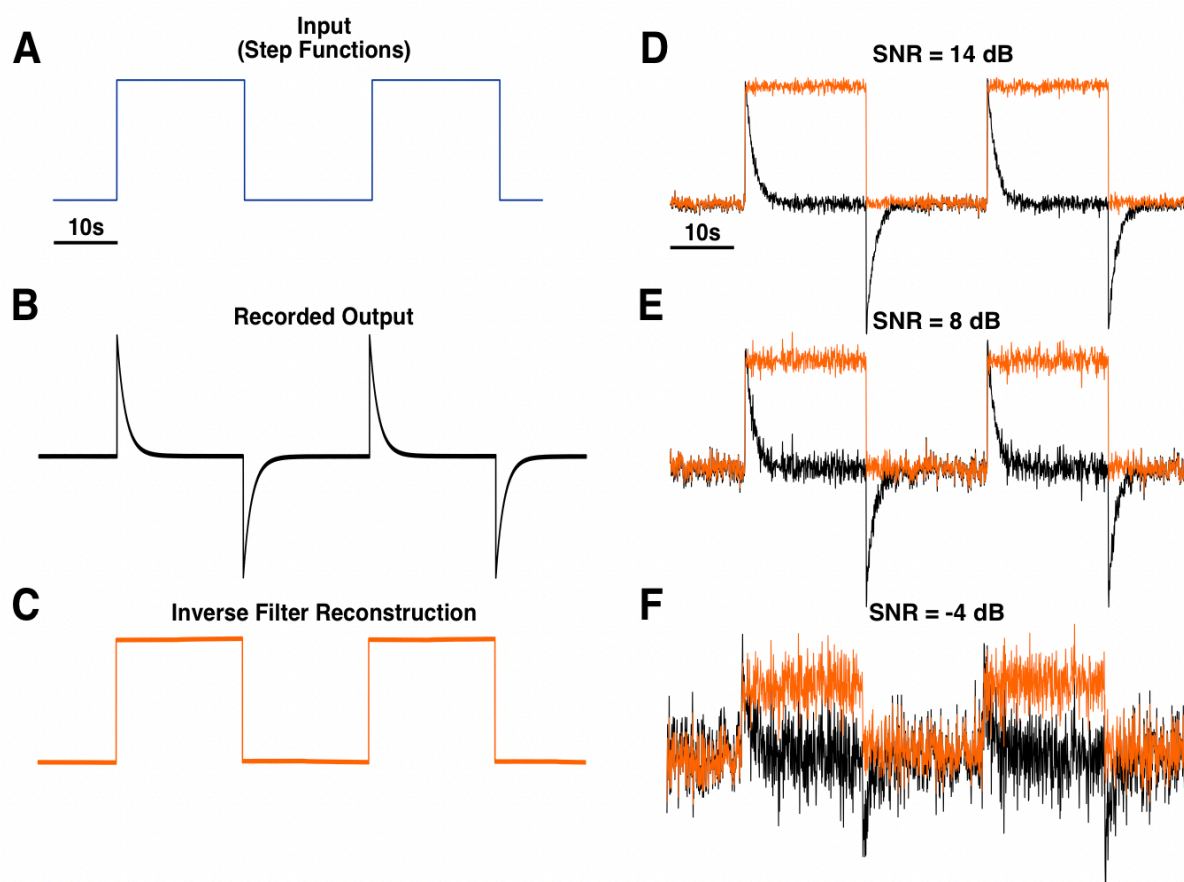 A
Input
(Step Functions)
10s
B
Recorded Output
C
Inverse Filter Reconstruction
D
SNR = 14 dB
10s
E
SNR = 8 dB
F
SNR = -4 dB